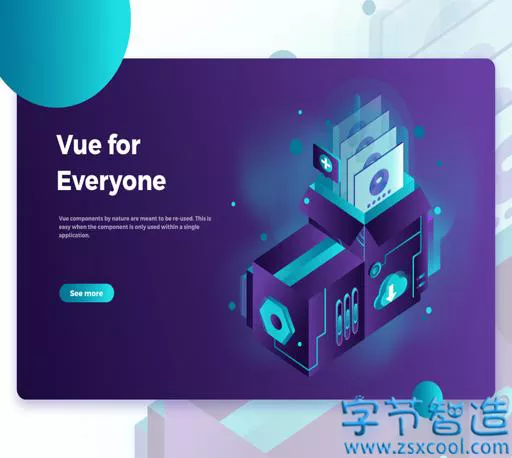 Vue for
Everyone
Vue components by nature are meant to be re-used. This is
easy when the component is only used within a single
application.
See more
字节智造
www.zsxcool.com